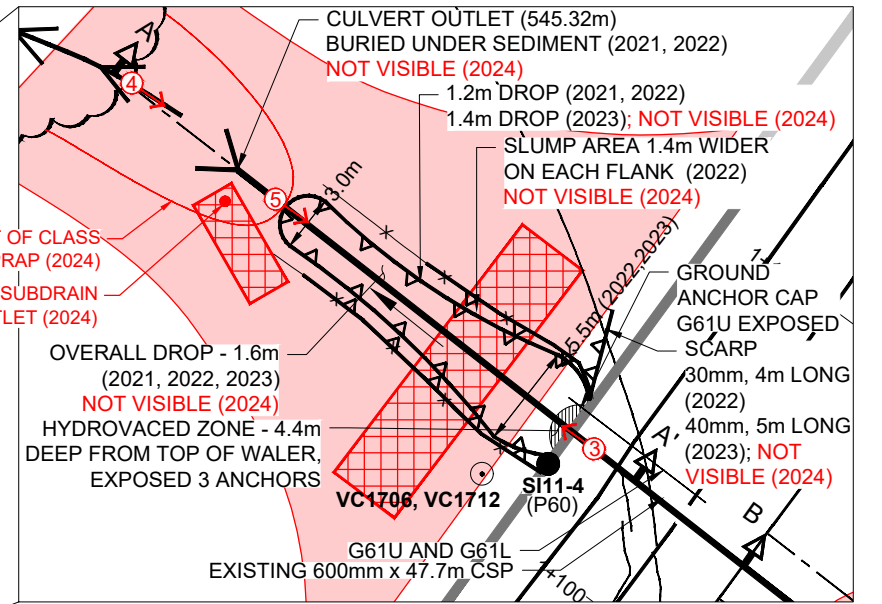 CULVERT OUTLET (545.32m)
BURIED UNDER SEDIMENT (2021, 2022)
NOT VISIBLE (2024)
1.2m DROP (2021, 2022)
1.4m DROP (2023); NOT VISIBLE (2024)
SLUMP AREA 1.4m WIDER
ON EACH FLANK (2022)
NOT VISIBLE (2024)
A
4
5
3.0m
T OF CLASS
PRAP (2024)
SUBDRAIN
TLET (2024)
5.5m (2022,2023)
GROUND
ANCHOR CAP
G61U EXPOSED
SCARP
30mm, 4m LONG
(2022)
40mm, 5m LONG
(2023); NOT
VISIBLE (2024)
OVERALL DROP - 1.6m
(2021, 2022, 2023)
NOT VISIBLE (2024)
HYDROVACED ZONE - 4.4m
DEEP FROM TOP OF WALER,
EXPOSED 3 ANCHORS
3
A'
B
VC1706, VC1712
SI11-4
(P60)
G61U AND G61L
EXISTING 600mm x 47.7m CSP
1+100